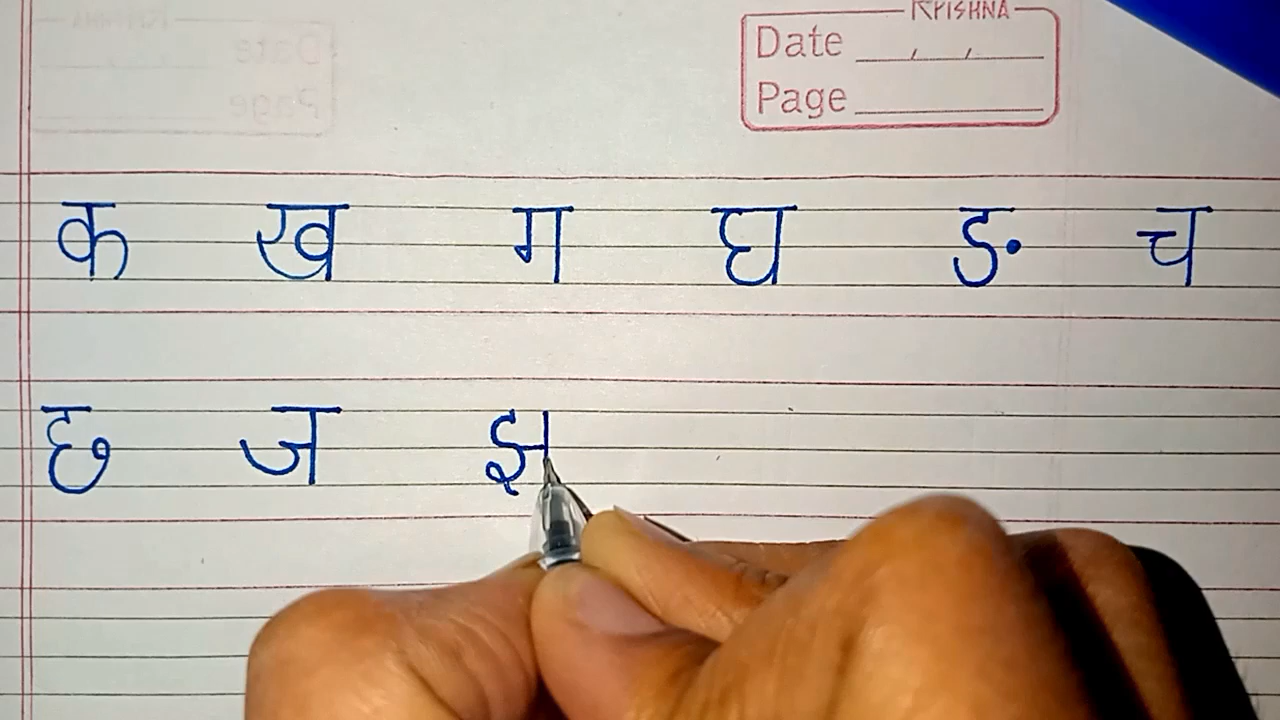 KRISHNA
Date
Page
क ख ग घ ङ च
छ ज झ